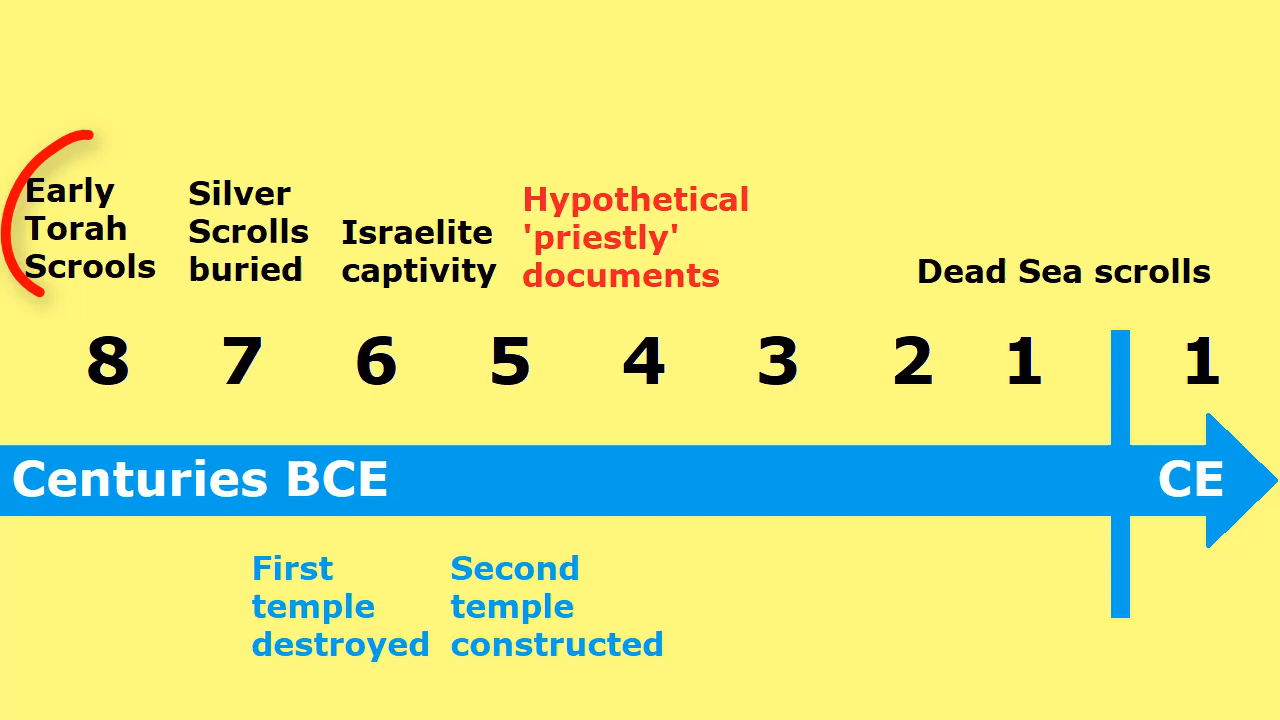 Early
Torah
Scrools
Silver
Scrolls
buried
Israelite
captivity
Hypothetical
'priestly'
documents
Dead Sea scrolls
8 7 6 5 4 3 2 1 1
Centuries BCE
CE
First
temple
destroyed
Second
temple
constructed